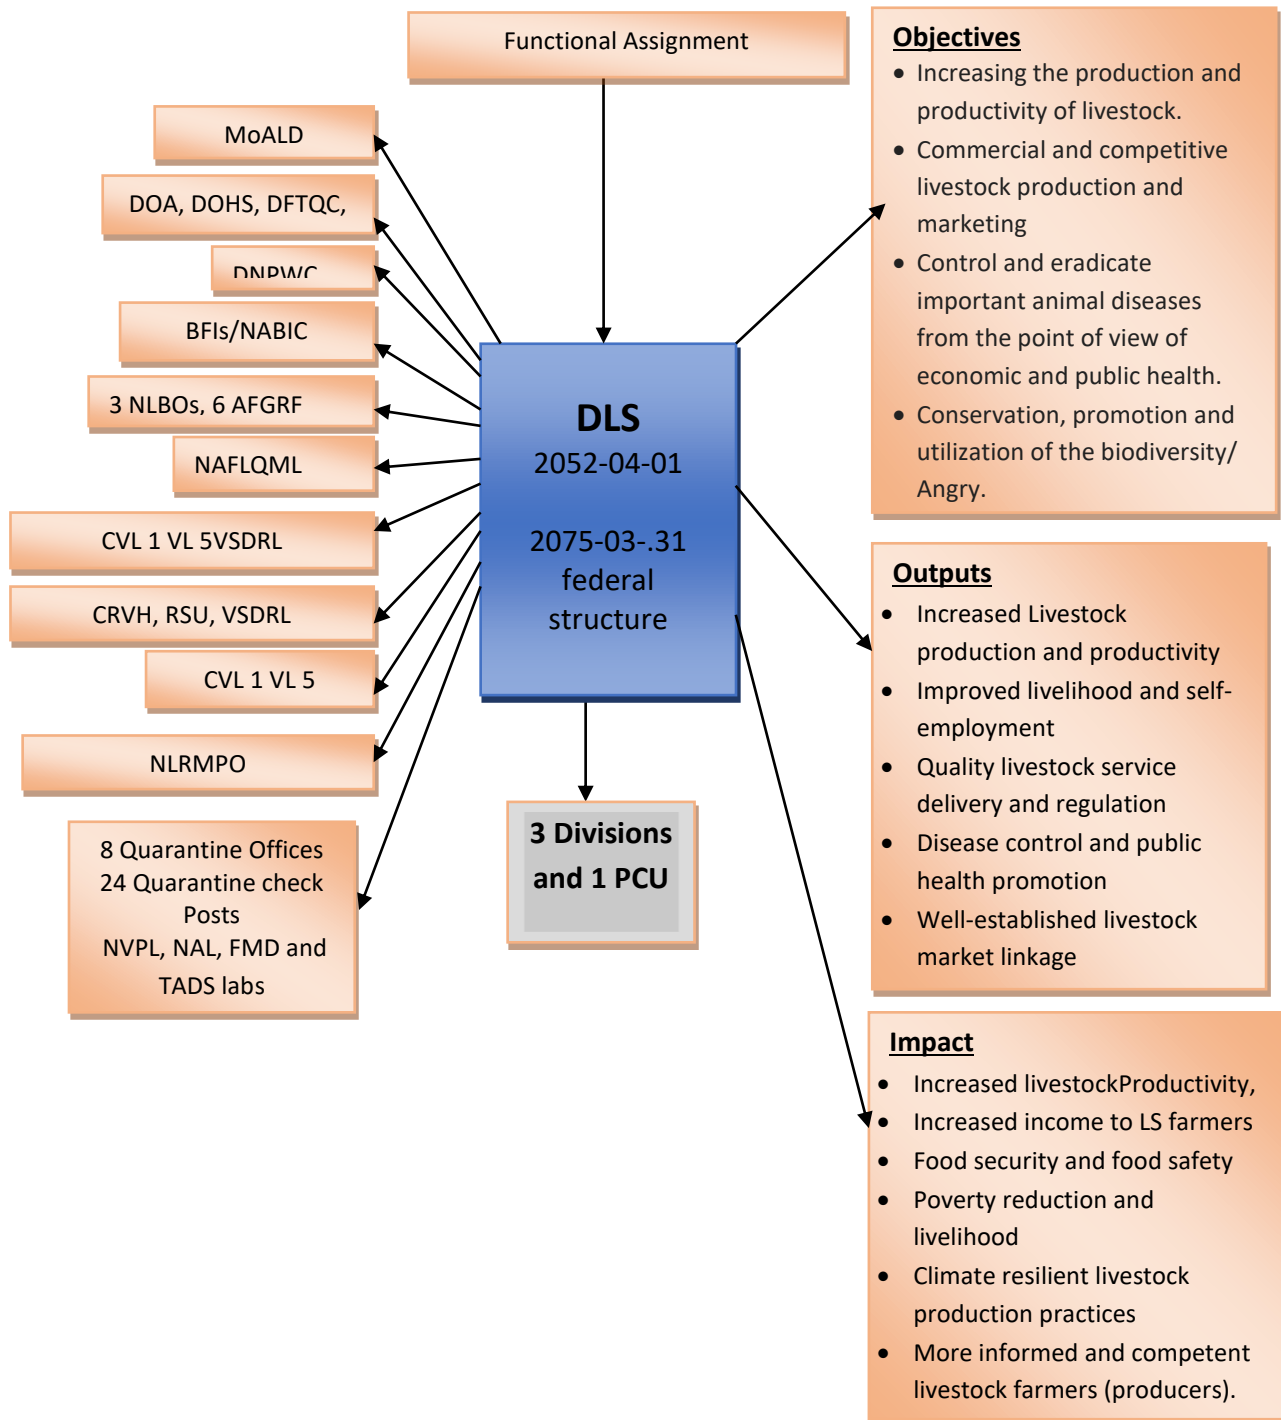 Functional Assignment
MoALD
DOA, DOHS, DFTQC,
DNPWC
BFIs/NABIC
3 NLBOs, 6 AFGRF
NAFLQML
CVL 1 VL 5VSDRL
CRVH, RSU, VSDRL
CVL 1 VL 5
NLRMPO
8 Quarantine Offices
24 Quarantine check
Posts
NVPL, NAL, FMD and
TADS labs
DLS
2052-04-01
2075-03-.31
federal
structure
3 Divisions
and 1 PCU
Objectives
• Increasing the production and
productivity of livestock.
• Commercial and competitive
livestock production and
marketing
• Control and eradicate
important animal diseases
from the point of view of
economic and public health.
• Conservation, promotion and
utilization of the biodiversity/
Angry.
Outputs
• Increased Livestock
production and productivity
• Improved livelihood and self-
employment
• Quality livestock service
delivery and regulation
• Disease control and public
health promotion
• Well-established livestock
market linkage
Impact
• Increased livestockProductivity,
• Increased income to LS farmers
• Food security and food safety
• Poverty reduction and
livelihood
• Climate resilient livestock
production practices
• More informed and competent
livestock farmers (producers).